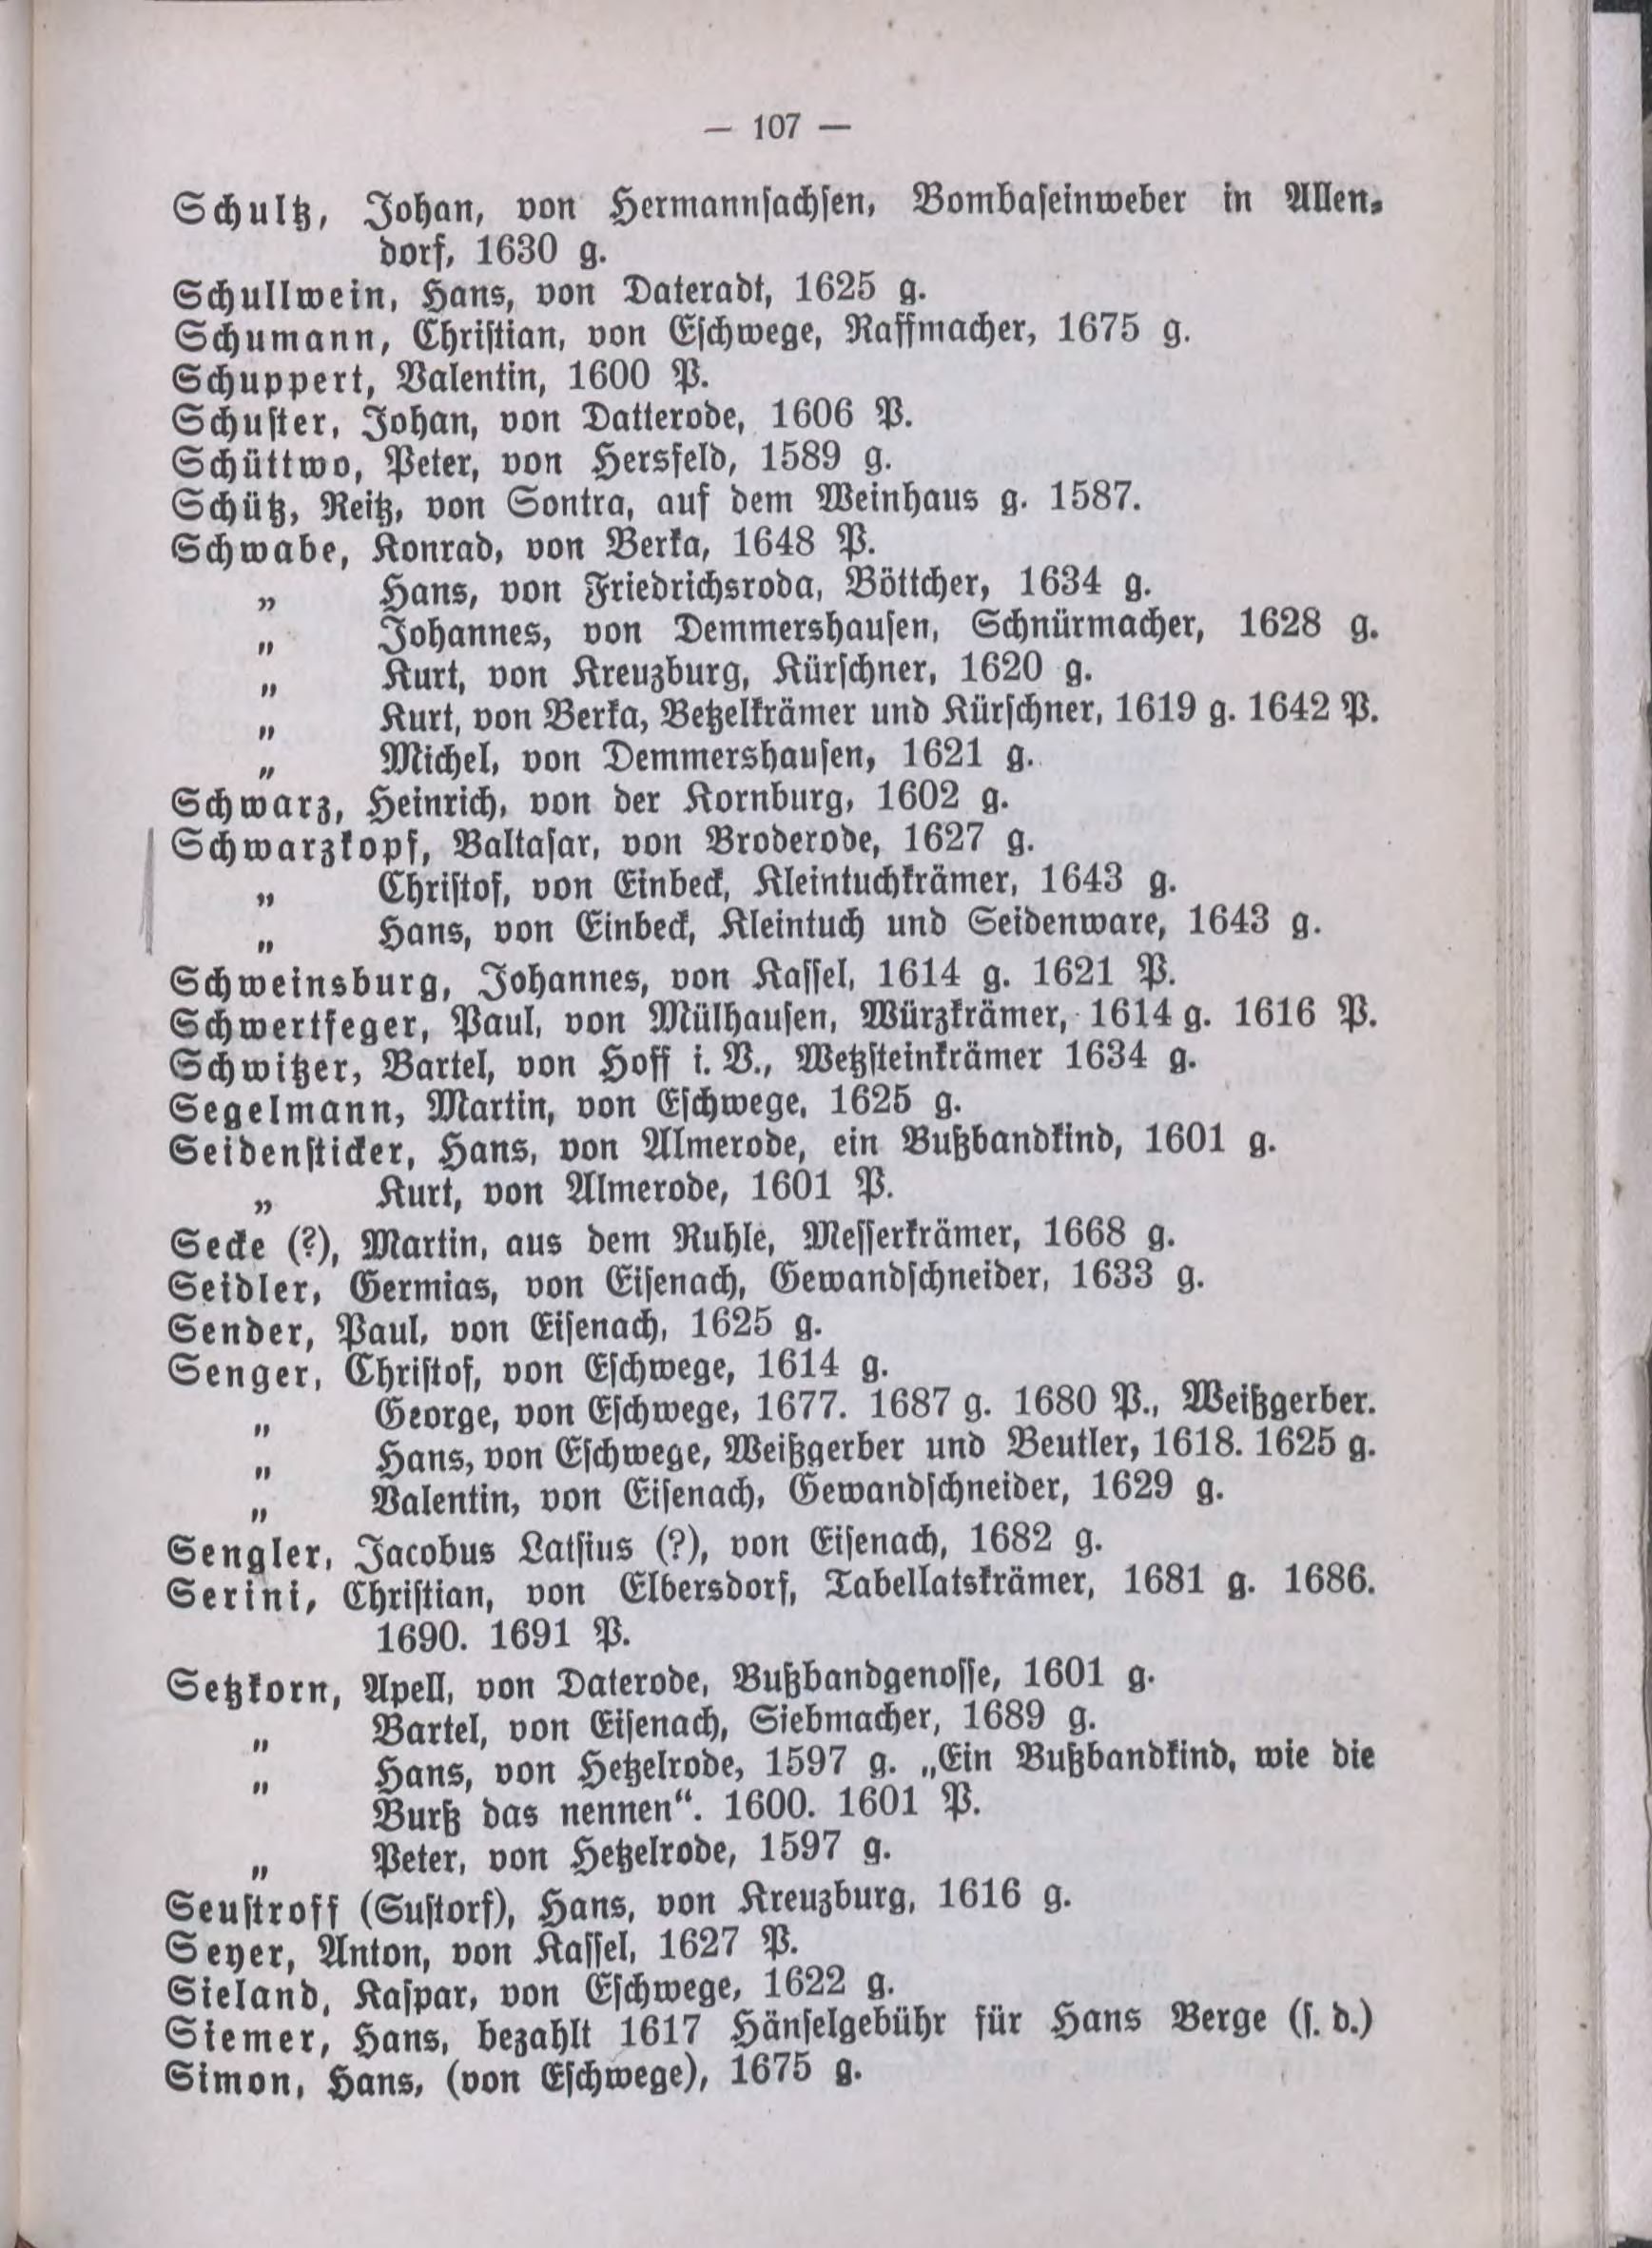 — 107 —
Schultz, Johan, von Hermannsachsen, Bombaseinweber in Allen-
dorf, 1630 g.
Schullwein, Hans, von Dateradt, 1625 g.
Schumann, Christian, von Eschwege, Raffmacher, 1675 g.
Schuppert, Valentin, 1600 P.
Schuster, Johan, von Datterode, 1606 P.
Schüttwo, Peter, von Hersfeld, 1589 g.
Schütz, Reitz, von Sontra, auf dem Weinhaus g. 1587.
Schwabe, Konrad, von Berka, 1648 P.
„ Hans, von Friedrichsroda, Böttcher, 1634 g.
„ Johannes, von Demmershausen, Schnürmacher, 1628 g.
„ Kurt, von Kreuzburg, Kürschner, 1620 g.
„ Kurt, von Berka, Betzelkrämer und Kürschner, 1619 g. 1642 P.
„ Michel, von Demmershausen, 1621 g.
Schwarz, Heinrich, von der Kornburg, 1602 g.
Schwarzkopf, Baltasar, von Broderode, 1627 g.
„ Christof, von Einbeck, Kleintuchkrämer, 1643 g.
„ Hans, von Einbeck, Kleintuch und Seidenware, 1643 g.
Schweinsburg, Johannes, von Kassel, 1614 g. 1621 P.
Schwertfeger, Paul, von Mülhausen, Würzkrämer, 1614 g. 1616 P.
Schwitzer, Bartel, von Hoff i. V., Wetzsteinkrämer 1634 g.
Segelmann, Martin, von Eschwege, 1625 g.
Seidensticker, Hans, von Almerode, ein Bußbandkind, 1601 g.
„ Kurt, von Almerode, 1601 P.
Secke (?), Martin, aus dem Ruhle, Messerkrämer, 1668 g.
Seidler, Germias, von Eisenach, Gewandschneider, 1633 g.
Sender, Paul, von Eisenach, 1625 g.
Senger, Christof, von Eschwege, 1614 g.
„ George, von Eschwege, 1677. 1687 g. 1680 P., Weißgerber.
„ Hans, von Eschwege, Weißgerber und Beutler, 1618. 1625 g.
„ Valentin, von Eisenach, Gewandschneider, 1629 g.
Sengler, Jacobus Latsius (?), von Eisenach, 1682 g.
Serini, Christian, von Elbersdorf, Tabellatskrämer, 1681 g. 1686.
1690. 1691 P.
Setzkorn, Apell, von Daterode, Bußbandgenosse, 1601 g.
„ Bartel, von Eisenach, Siebmacher, 1689 g.
„ Hans, von Hetzelrode, 1597 g. „Ein Bußbandkind, wie die
Burß das nennen“. 1600. 1601 P.
„ Peter, von Hetzelrode, 1597 g.
Seustroff (Sustorf), Hans, von Kreuzburg, 1616 g.
Seyer, Anton, von Kassel, 1627 P.
Sieland, Kaspar, von Eschwege, 1622 g.
Siemer, Hans, bezahlt 1617 Hänselgebühr für Hans Berge (s. d.)
Simon, Hans, (von Eschwege), 1675 g.